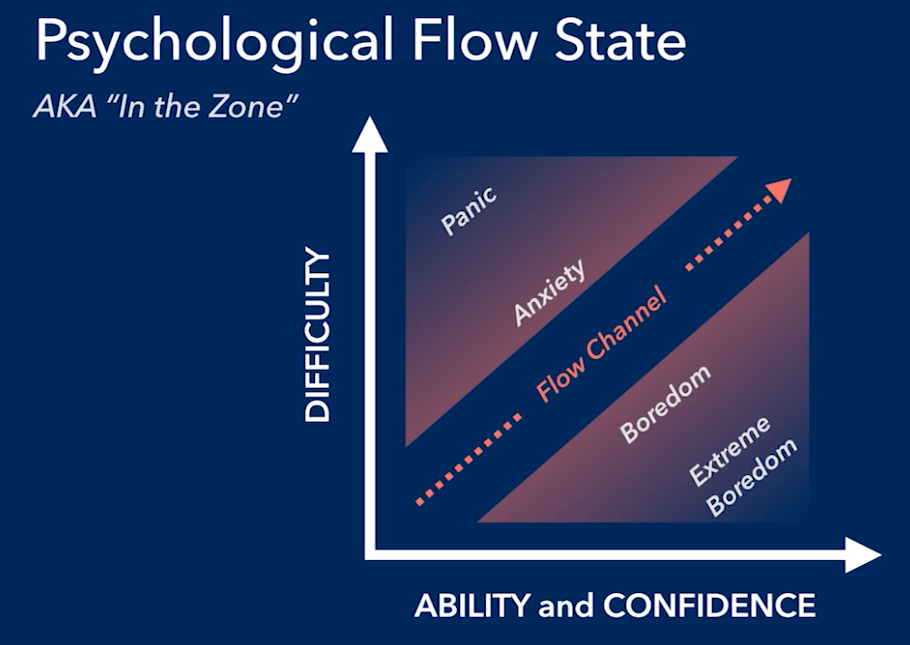 Psychological Flow State
AKA “In the Zone”
Panic
Anxiety
Flow Channel
Boredom
Extreme
Boredom
DIFFICULTY
ABILITY and CONFIDENCE